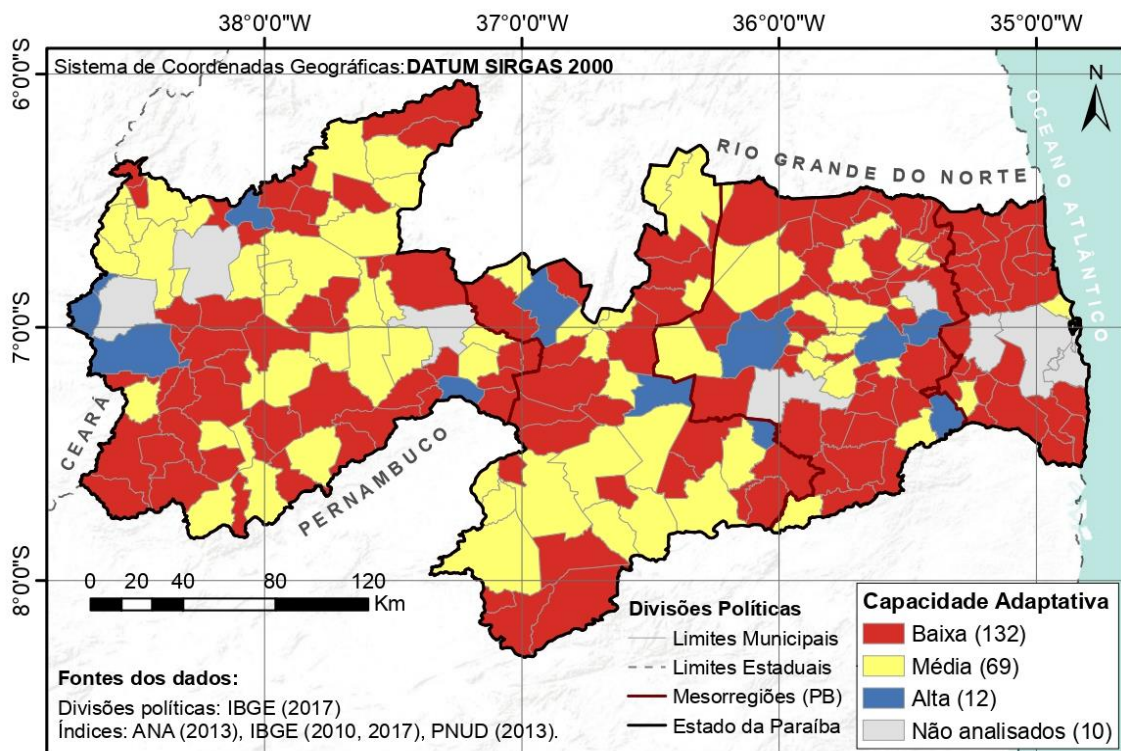 38°0'0"W 37°0'0"W 36°0'0"W 35°0'0"W
6°0'0"S
Sistema de Coordenadas Geográficas:DATUM SIRGAS 2000
N
RIO GRANDE DO NORTE
OCEANO ATLÂNTICO
7°0'0"S
CEARÁ
PERNAMBUCO
8°0'0"S
0 20 40 80 120
Km
Divisões Políticas
Limites Municipais
Limites Estaduais
Mesorregiões (PB)
Estado da Paraíba
Capacidade Adaptativa
Baixa (132)
Média (69)
Alta (12)
Não analisados (10)
Fontes dos dados:
Divisões políticas: IBGE (2017)
Índices: ANA (2013), IBGE (2010, 2017), PNUD (2013).